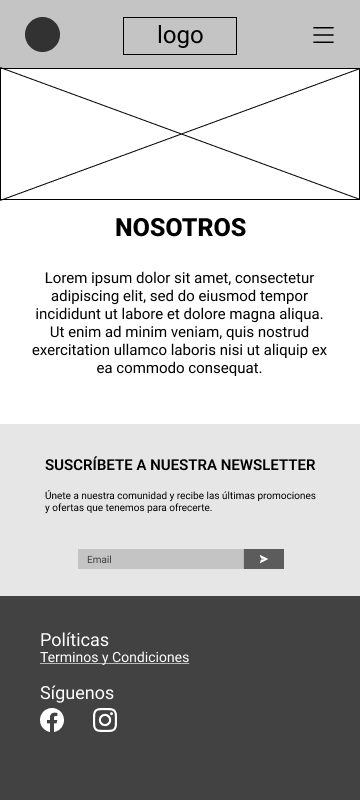 logo
NOSOTROS
Lorem ipsum dolor sit amet, consectetur
adipiscing elit, sed do eiusmod tempor
incididunt ut labore et dolore magna aliqua.
Ut enim ad minim veniam, quis nostrud
exercitation ullamco laboris nisi ut aliquip ex
ea commodo consequat.
SUSCRÍBETE A NUESTRA NEWSLETTER
Únete a nuestra comunidad y recibe las últimas promociones
y ofertas que tenemos para ofrecerte.
Email
Políticas
Terminos y Condiciones
Síguenos